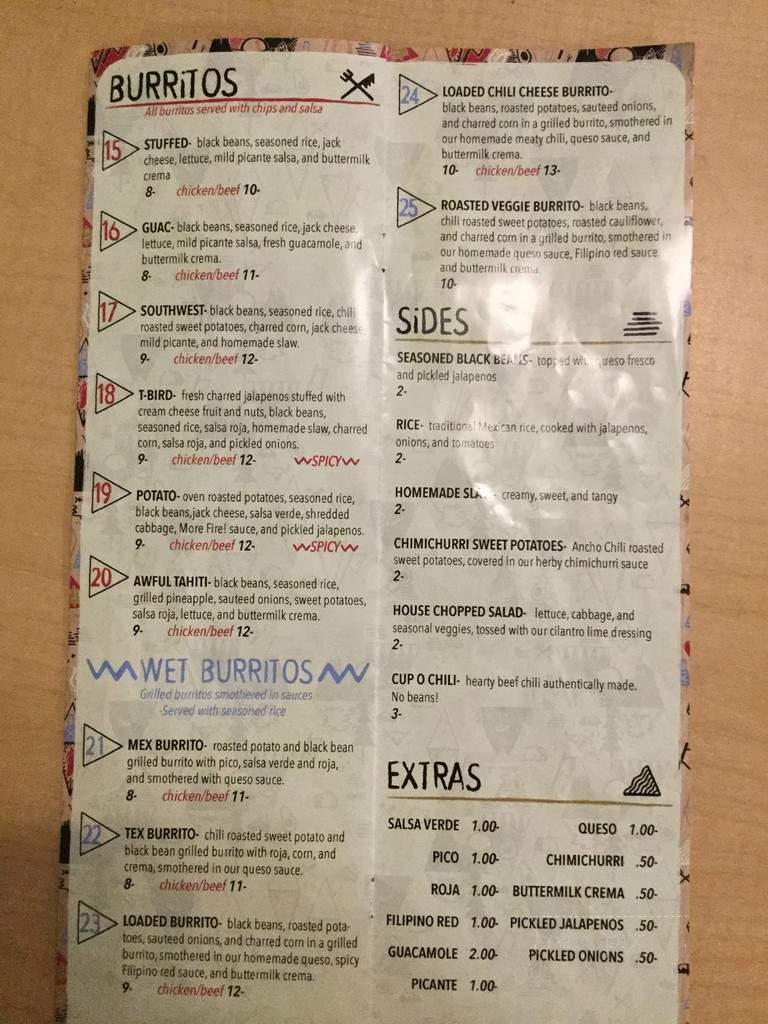 BURRiTOS
All burritos served with chips and salsa
15 STUFFED- black beans, seasoned rice, jack
cheese, lettuce, mild picante salsa, and buttermilk
crema
8- chicken/beef 10-
16 GUAC- black beans, seasoned rice, jack cheese,
lettuce, mild picante salsa, fresh guacamole, and
buttermilk crema.
8- chicken/beef 11-
17 SOUTHWEST- black beans, seasoned rice, chili
roasted sweet potatoes, charred corn, jack cheese
mild picante, and homemade slaw.
9- chicken/beef 12-
18 T-BIRD- fresh charred jalapenos stuffed with
cream cheese fruit and nuts, black beans,
seasoned rice, salsa roja, homemade slaw, charred
corn, salsa roja, and pickled onions.
9- chicken/beef 12- SPICY
19 POTATO- oven roasted potatoes, seasoned rice,
black beans,jack cheese, salsa verde, shredded
cabbage, More Fire! sauce, and pickled jalapenos.
9- chicken/beef 12- SPICY
20 AWFUL TAHITI- black beans, seasoned rice,
grilled pineapple, sauteed onions, sweet potatoes,
salsa roja, lettuce, and buttermilk crema.
9- chicken/beef 12-
WET BURRITOS
Grilled burritos smothered in sauces
-Served with seasoned rice
21 MEX BURRITO- roasted potato and black bean
grilled burrito with pico, salsa verde and roja,
and smothered with queso sauce.
8- chicken/beef 11-
22 TEX BURRITO- chili roasted sweet potato and
black bean grilled burrito with roja, corn, and
crema, smothered in our queso sauce.
8- chicken/beef 11-
23 LOADED BURRITO- black beans, roasted pota-
toes, sauteed onions, and charred corn in a grilled
burrito, smothered in our homemade queso, spicy
Filipino red sauce, and buttermilk crema.
9- chicken/beef 12-
24 LOADED CHILI CHEESE BURRITO-
black beans, roasted potatoes, sauteed onions,
and charred corn in a grilled burrito, smothered in
our homemade meaty chili, queso sauce, and
buttermilk crema.
10- chicken/beef 13-
25 ROASTED VEGGIE BURRITO- black beans,
chili roasted sweet potatoes, roasted cauliflower,
and charred corn in a grilled burrito, smothered in
our homemade queso sauce, Filipino red sauce
and buttermilk crema.
10-
SiDES
SEASONED BLACK BEANS- topped with queso fresco
and pickled jalapenos
2-
RICE- traditional Mexican rice, cooked with jalapenos,
onions, and tomatoes
2-
HOMEMADE creamy, sweet, and tangy
2-
CHIMICHURRI SWEET POTATOES- Ancho Chili roasted
sweet potatoes, covered in our herby chimichurri sauce
2-
HOUSE CHOPPED SALAD- lettuce, cabbage, and
seasonal veggies, tossed with our cilantro lime dressing
2-
CUP O CHILI- hearty beef chili authentically made.
No beans!
3-
EXTRAS
SALSA VERDE 1.00- QUESO 1.00-
PICO 1.00- CHIMICHURRI .50-
ROJA 1.00- BUTTERMILK CREMA .50-
FILIPINO RED 1.00- PICKLED JALAPENOS .50-
GUACAMOLE 2.00- PICKLED ONIONS .50-
PICANTE 1.00-